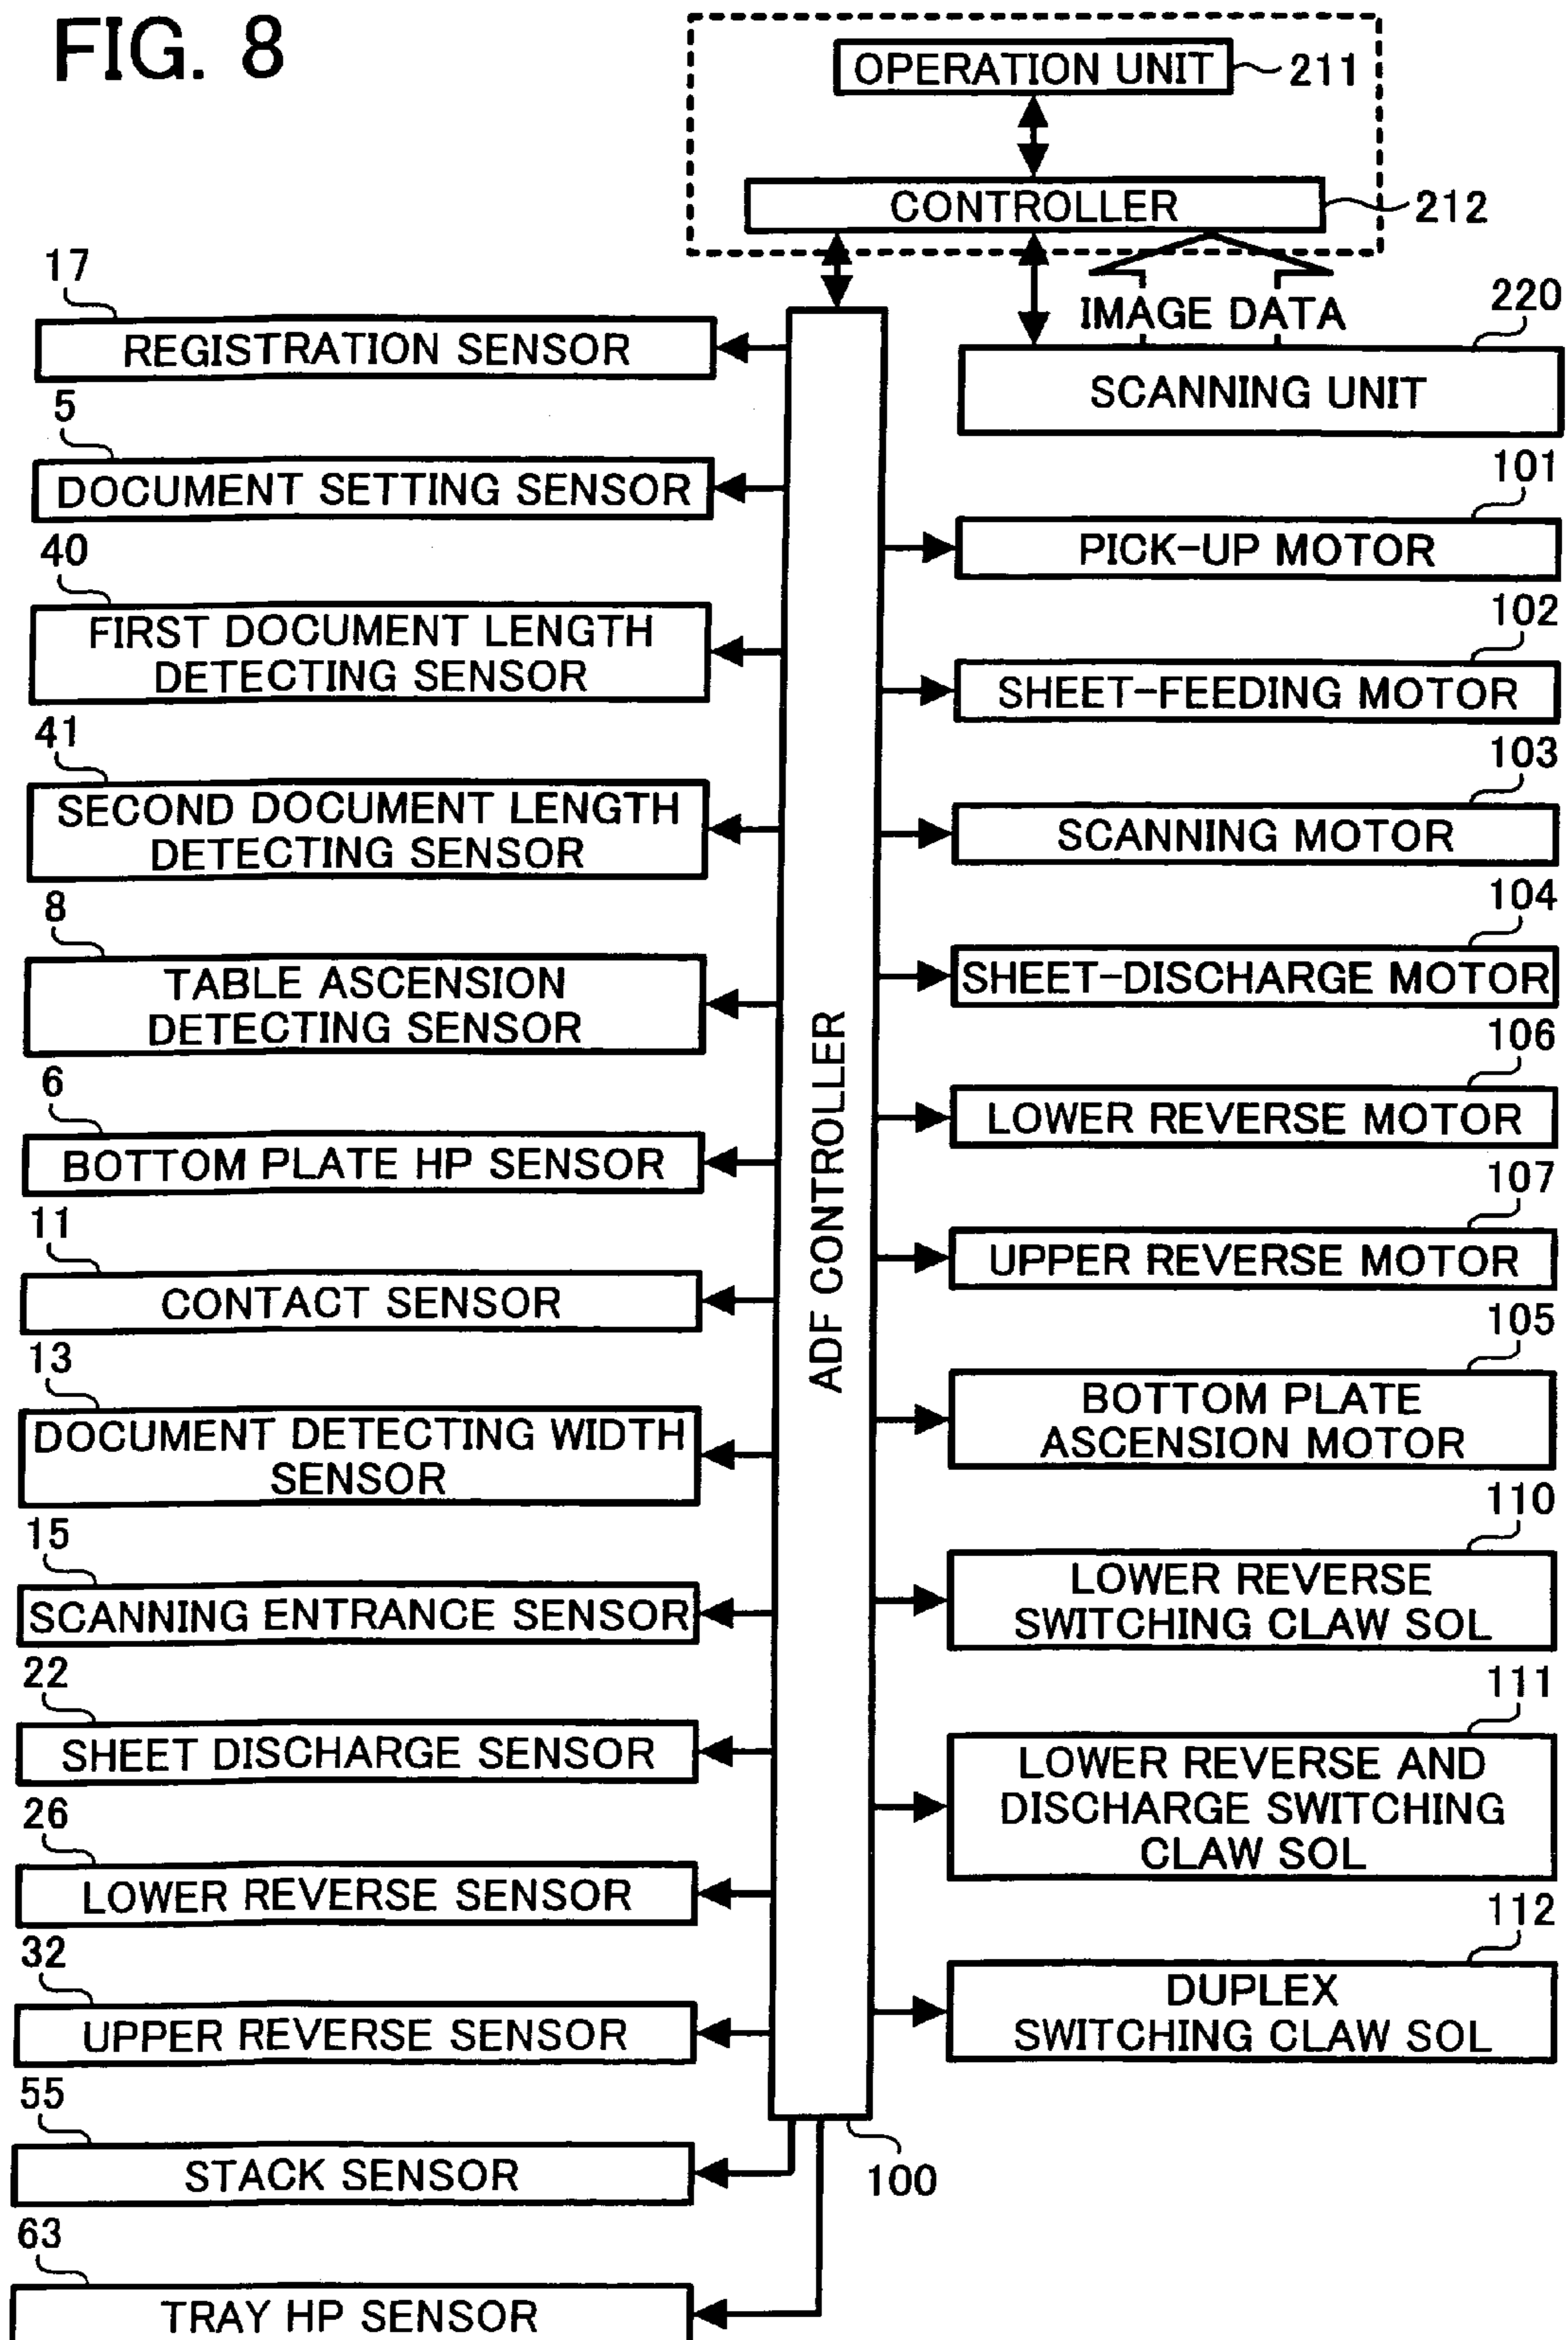 FIG. 8
OPERATION UNIT
211
CONTROLLER
212
IMAGE DATA
220
SCANNING UNIT
17
REGISTRATION SENSOR
5
DOCUMENT SETTING SENSOR
40
FIRST DOCUMENT LENGTH
DETECTING SENSOR
41
SECOND DOCUMENT LENGTH
DETECTING SENSOR
8
TABLE ASCENSION
DETECTING SENSOR
6
BOTTOM PLATE HP SENSOR
11
CONTACT SENSOR
13
DOCUMENT DETECTING WIDTH
SENSOR
15
SCANNING ENTRANCE SENSOR
22
SHEET DISCHARGE SENSOR
26
LOWER REVERSE SENSOR
32
UPPER REVERSE SENSOR
55
STACK SENSOR
63
TRAY HP SENSOR
ADF CONTROLLER
100
101
PICK-UP MOTOR
102
SHEET-FEEDING MOTOR
103
SCANNING MOTOR
104
SHEET-DISCHARGE MOTOR
106
LOWER REVERSE MOTOR
107
UPPER REVERSE MOTOR
105
BOTTOM PLATE
ASCENSION MOTOR
110
LOWER REVERSE
SWITCHING CLAW SOL
111
LOWER REVERSE AND
DISCHARGE SWITCHING
CLAW SOL
112
DUPLEX
SWITCHING CLAW SOL